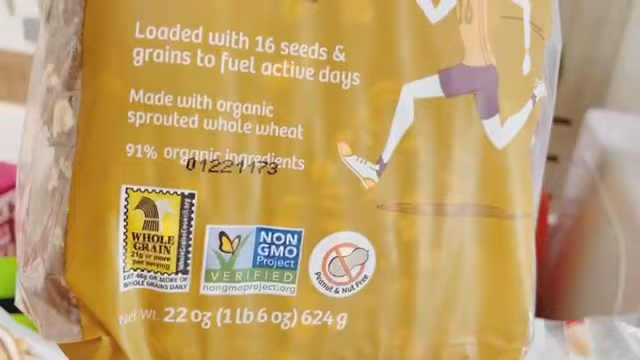 Loaded with 16 seeds &
grains to fuel active days
Made with organic
sprouted whole wheat
91% organic ingredients
01221173
WHOLE
GRAIN
21g or more
per serving
EAT 48g OR MORE OF
WHOLE GRAINS DAILY
NON
GMO
Project
VERIFIED
nongmoproject.org
Peanut & Nut Free
Net Wt. 22 oz (1 lb 6 oz) 624 g